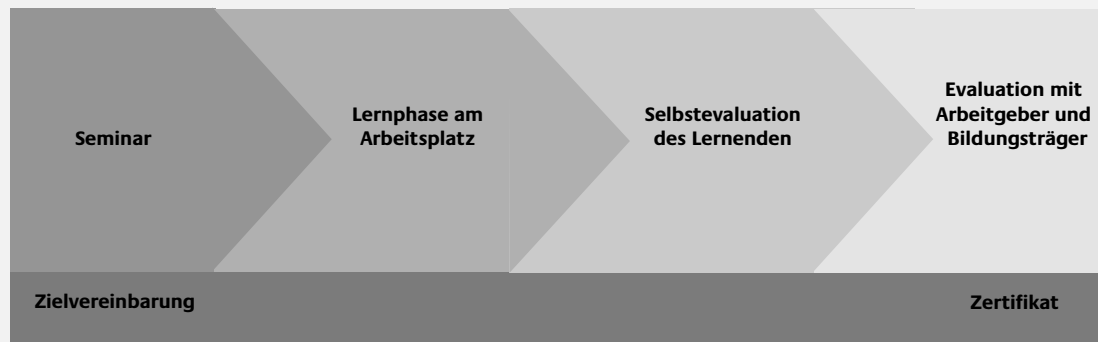 Seminar
Lernphase am
Arbeitsplatz
Selbstevaluation
des Lernenden
Evaluation mit
Arbeitgeber und
Bildungsträger
Zielvereinbarung
Zertifikat